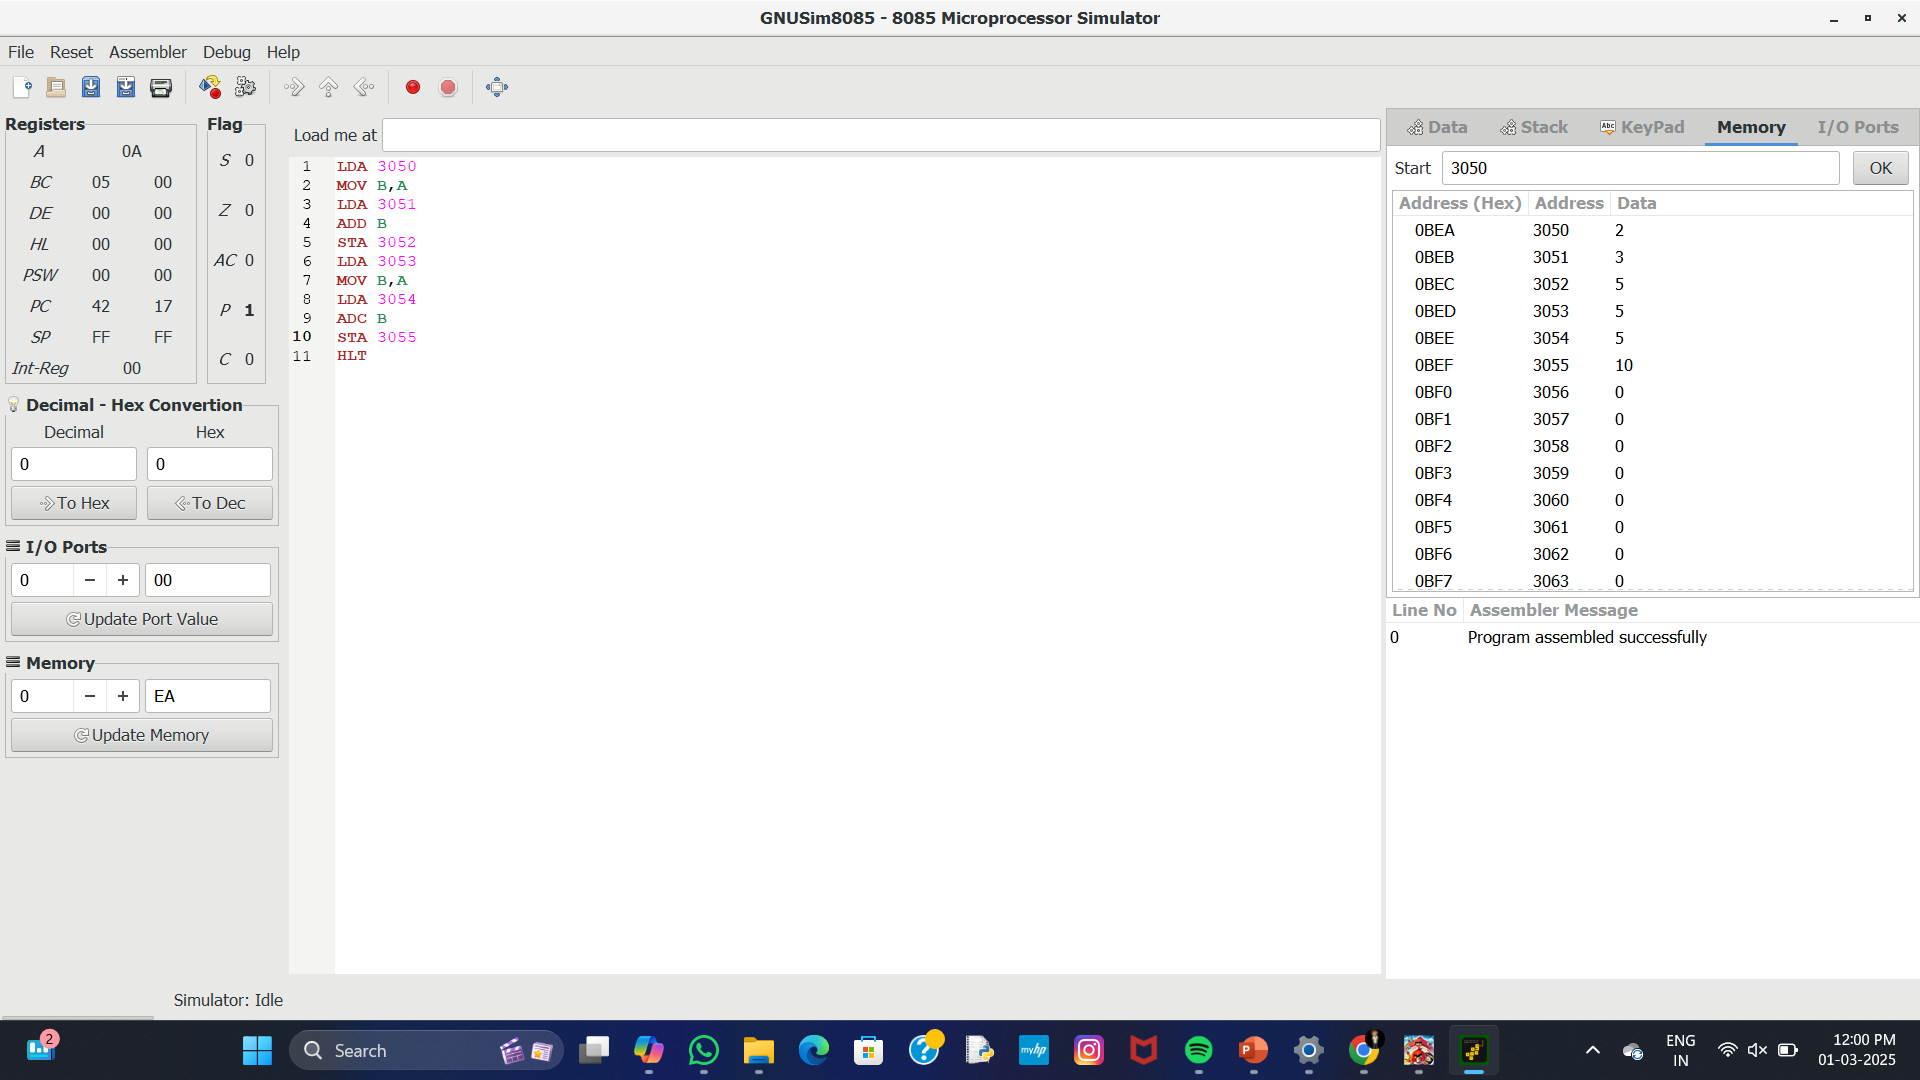 GNUSim8085 - 8085 Microprocessor Simulator
File Reset Assembler Debug Help
Registers
A 0A
BC 05 00
DE 00 00
HL 00 00
PSW 00 00
PC 42 17
SP FF FF
Int-Reg 00
Flag
S 0
Z 0
AC 0
P 1
C 0
Decimal - Hex Convertion
Decimal Hex
0 0
To Hex To Dec
I/O Ports
0 − + 00
Update Port Value
Memory
0 − + EA
Update Memory
Load me at
1 LDA 3050
2 MOV B,A
3 LDA 3051
4 ADD B
5 STA 3052
6 LDA 3053
7 MOV B,A
8 LDA 3054
9 ADC B
10 STA 3055
11 HLT
Data Stack Abc KeyPad Memory I/O Ports
Start 3050 OK
Address (Hex) Address Data
0BEA 3050 2
0BEB 3051 3
0BEC 3052 5
0BED 3053 5
0BEE 3054 5
0BEF 3055 10
0BF0 3056 0
0BF1 3057 0
0BF2 3058 0
0BF3 3059 0
0BF4 3060 0
0BF5 3061 0
0BF6 3062 0
0BF7 3063 0
Line No Assembler Message
0 Program assembled successfully
Simulator: Idle
2
Search
myhp
ENG
IN
12:00 PM
01-03-2025